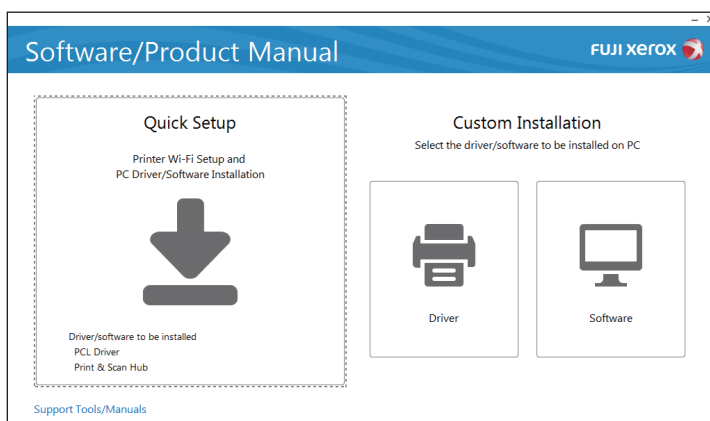 Software/Product Manual
FUJI xerox
Quick Setup
Printer Wi-Fi Setup and
PC Driver/Software Installation
Driver/software to be installed
PCL Driver
Print & Scan Hub
Custom Installation
Select the driver/software to be installed on PC
Driver
Software
Support Tools/Manuals